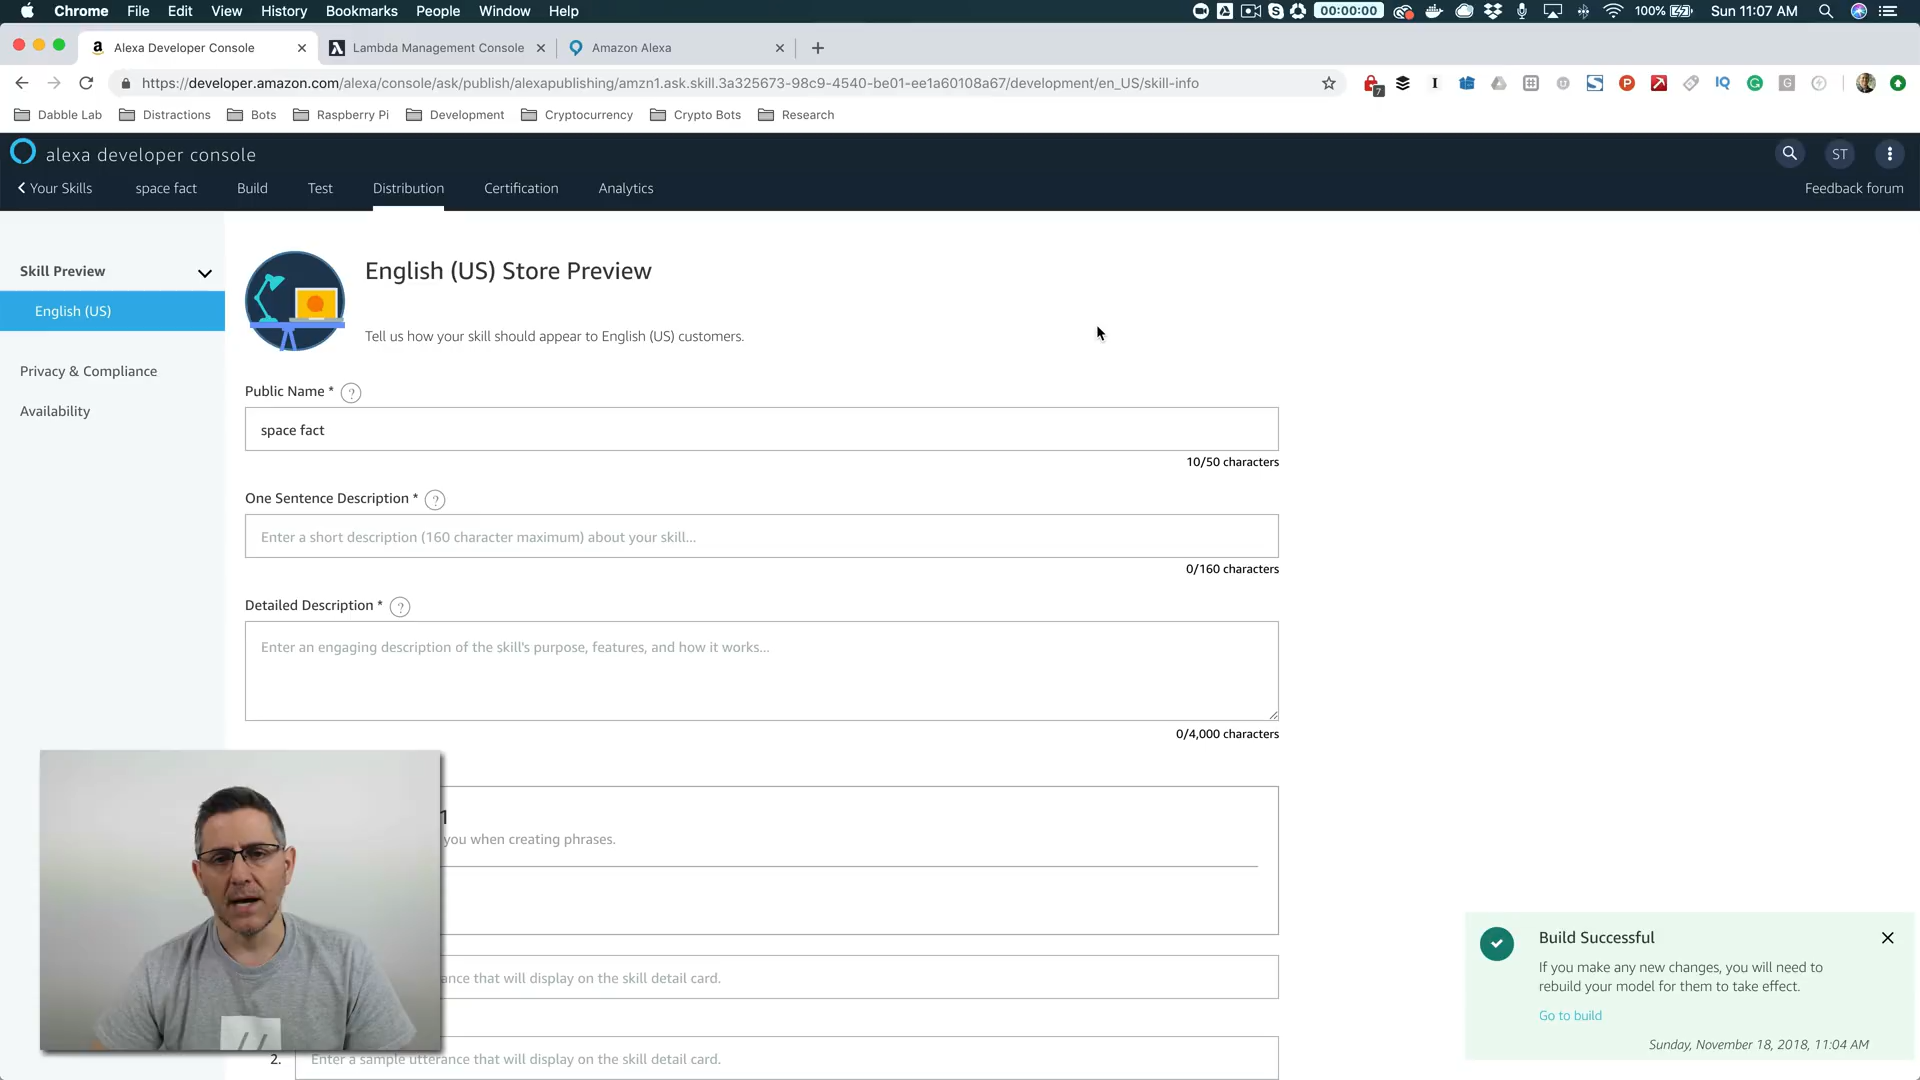 Chrome File Edit View History Bookmarks People Window Help 00:00:00 100% Sun 11:07 AM
Alexa Developer Console Lambda Management Console Amazon Alexa
https://developer.amazon.com/alexa/console/ask/publish/alexapublishing/amzn1.ask.skill.3a325673-98c9-4540-be01-ee1a60108a67/development/en_US/skill-info
Dabble Lab Distractions Bots Raspberry Pi Development Cryptocurrency Crypto Bots Research
alexa developer console ST
Your Skills space fact Build Test Distribution Certification Analytics Feedback forum
Skill Preview
English (US)
Privacy & Compliance
Availability
English (US) Store Preview
Tell us how your skill should appear to English (US) customers.
Public Name * ?
space fact
10/50 characters
One Sentence Description * ?
Enter a short description (160 character maximum) about your skill...
0/160 characters
Detailed Description * ?
Enter an engaging description of the skill's purpose, features, and how it works...
0/4,000 characters
you when creating phrases.
ance that will display on the skill detail card.
2. Enter a sample utterance that will display on the skill detail card.
Build Successful
If you make any new changes, you will need to
rebuild your model for them to take effect.
Go to build
Sunday, November 18, 2018, 11:04 AM